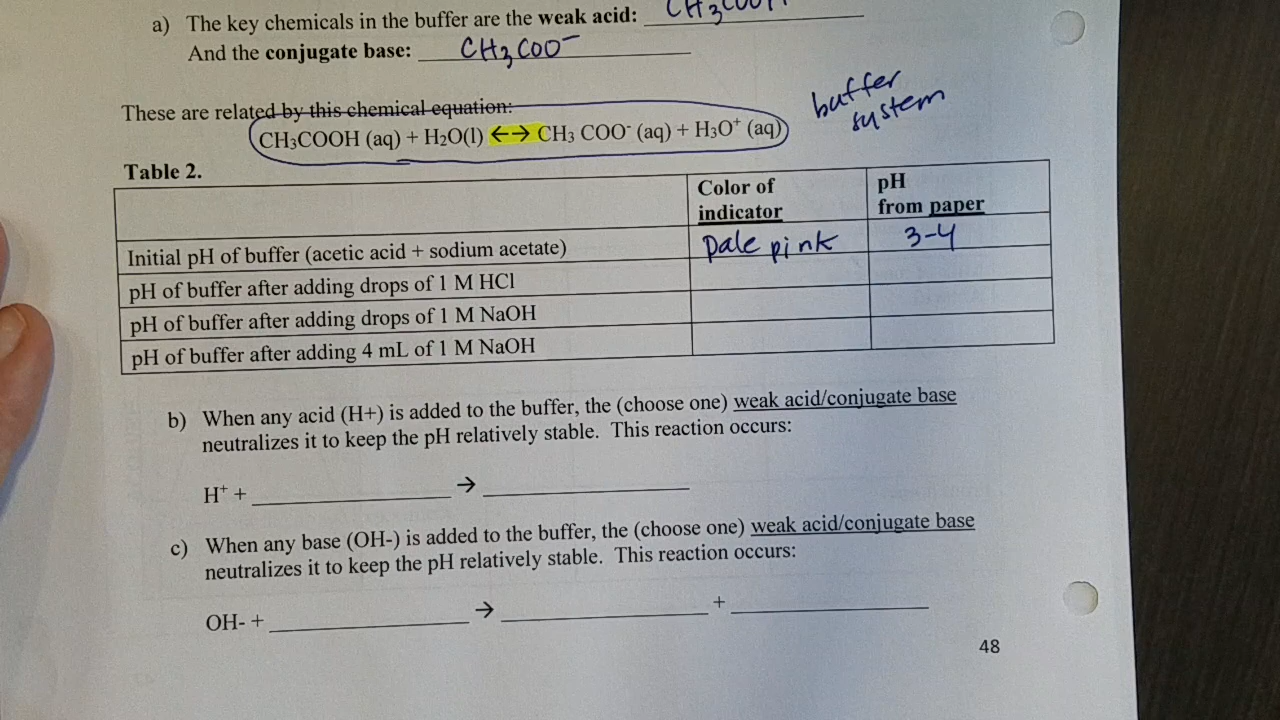 a) The key chemicals in the buffer are the weak acid: CH3COOH
And the conjugate base: CH3COO⁻
buffer
system
These are related by this chemical equation:
CH₃COOH (aq) + H₂O(l) ↔ CH₃ COO⁻ (aq) + H₃O⁺ (aq)
Table 2.
Color of indicator | pH from paper
Initial pH of buffer (acetic acid + sodium acetate) | Pale pink | 3-4
pH of buffer after adding drops of 1 M HCl
pH of buffer after adding drops of 1 M NaOH
pH of buffer after adding 4 mL of 1 M NaOH
b) When any acid (H+) is added to the buffer, the (choose one) weak acid/conjugate base
neutralizes it to keep the pH relatively stable. This reaction occurs:
H⁺ + ____ → ____
c) When any base (OH-) is added to the buffer, the (choose one) weak acid/conjugate base
neutralizes it to keep the pH relatively stable. This reaction occurs:
OH- + ____ → ____ + ____
48